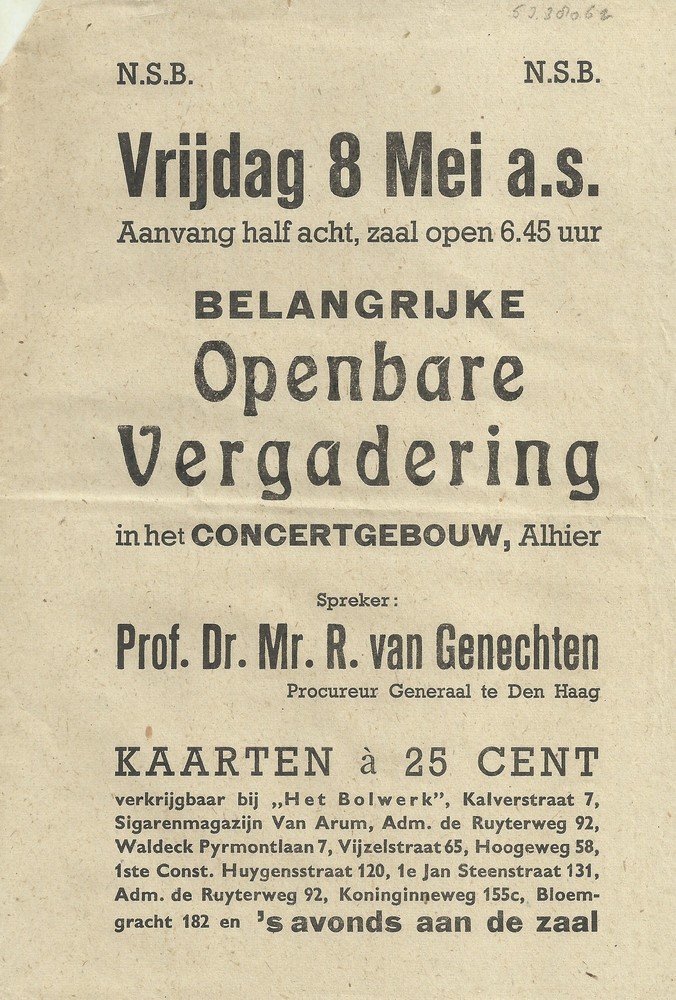 N.S.B. N.S.B.
Vrijdag 8 Mei a.s.
Aanvang half acht, zaal open 6.45 uur
BELANGRIJKE
Openbare
Vergadering
in het CONCERTGEBOUW, Alhier
Spreker:
Prof. Dr. Mr. R. van Genechten
Procureur Generaal te Den Haag
KAARTEN à 25 CENT
verkrijgbaar bij „Het Bolwerk”, Kalverstraat 7,
Sigarenmagazijn Van Arum, Adm. de Ruyterweg 92,
Waldeck Pyrmontlaan 7, Vijzelstraat 65, Hoogeweg 58,
1ste Const. Huygensstraat 120, 1e Jan Steenstraat 131,
Adm. de Ruyterweg 92, Koninginneweg 155c, Bloem-
gracht 182 en 's avonds aan de zaal